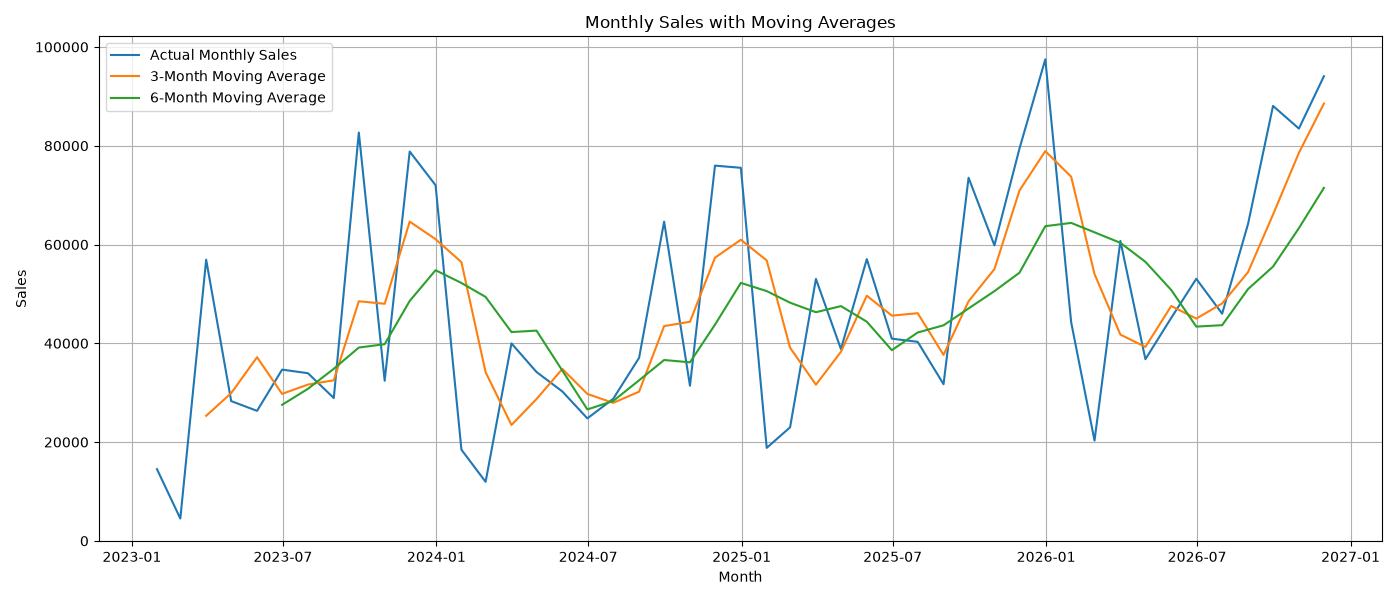 Monthly Sales with Moving Averages
Actual Monthly Sales
3-Month Moving Average
6-Month Moving Average
100000
80000
60000
40000
20000
0
Sales
2023-01 2023-07 2024-01 2024-07 2025-01 2025-07 2026-01 2026-07 2027-01
Month